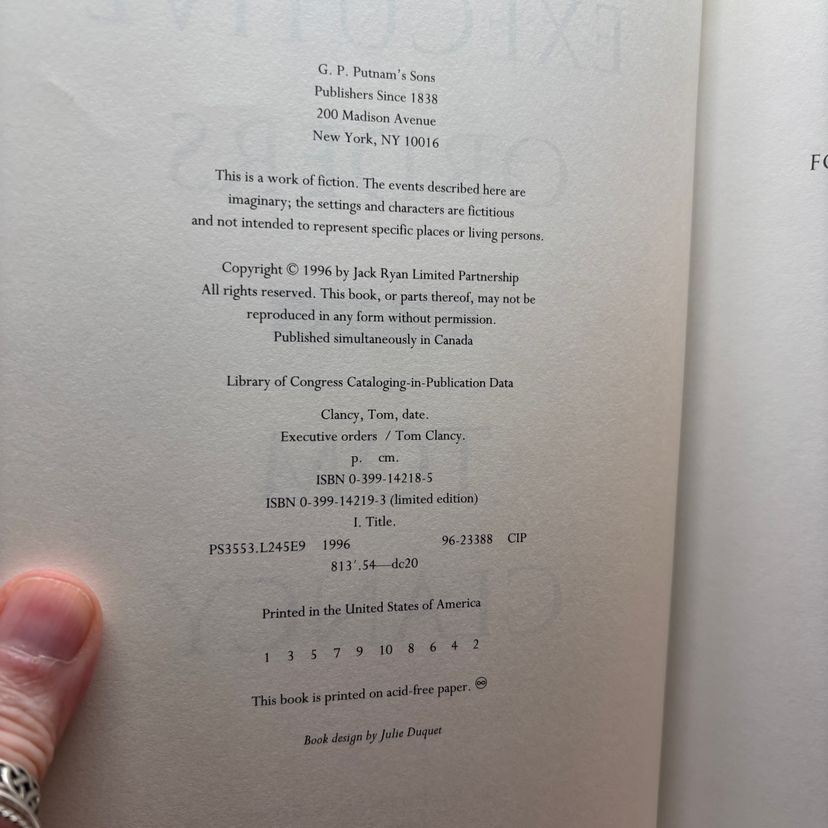 G. P. Putnam's Sons
Publishers Since 1838
200 Madison Avenue
New York, NY 10016
This is a work of fiction. The events described here are
imaginary; the settings and characters are fictitious
and not intended to represent specific places or living persons.
Copyright © 1996 by Jack Ryan Limited Partnership
All rights reserved. This book, or parts thereof, may not be
reproduced in any form without permission.
Published simultaneously in Canada
Library of Congress Cataloging-in-Publication Data
Clancy, Tom, date.
Executive orders / Tom Clancy.
p. cm.
ISBN 0-399-14218-5
ISBN 0-399-14219-3 (limited edition)
I. Title.
PS3553.L245E9 1996 96-23388 CIP
813'.54—dc20
Printed in the United States of America
1 3 5 7 9 10 8 6 4 2
This book is printed on acid-free paper. ♾
Book design by Julie Duquet